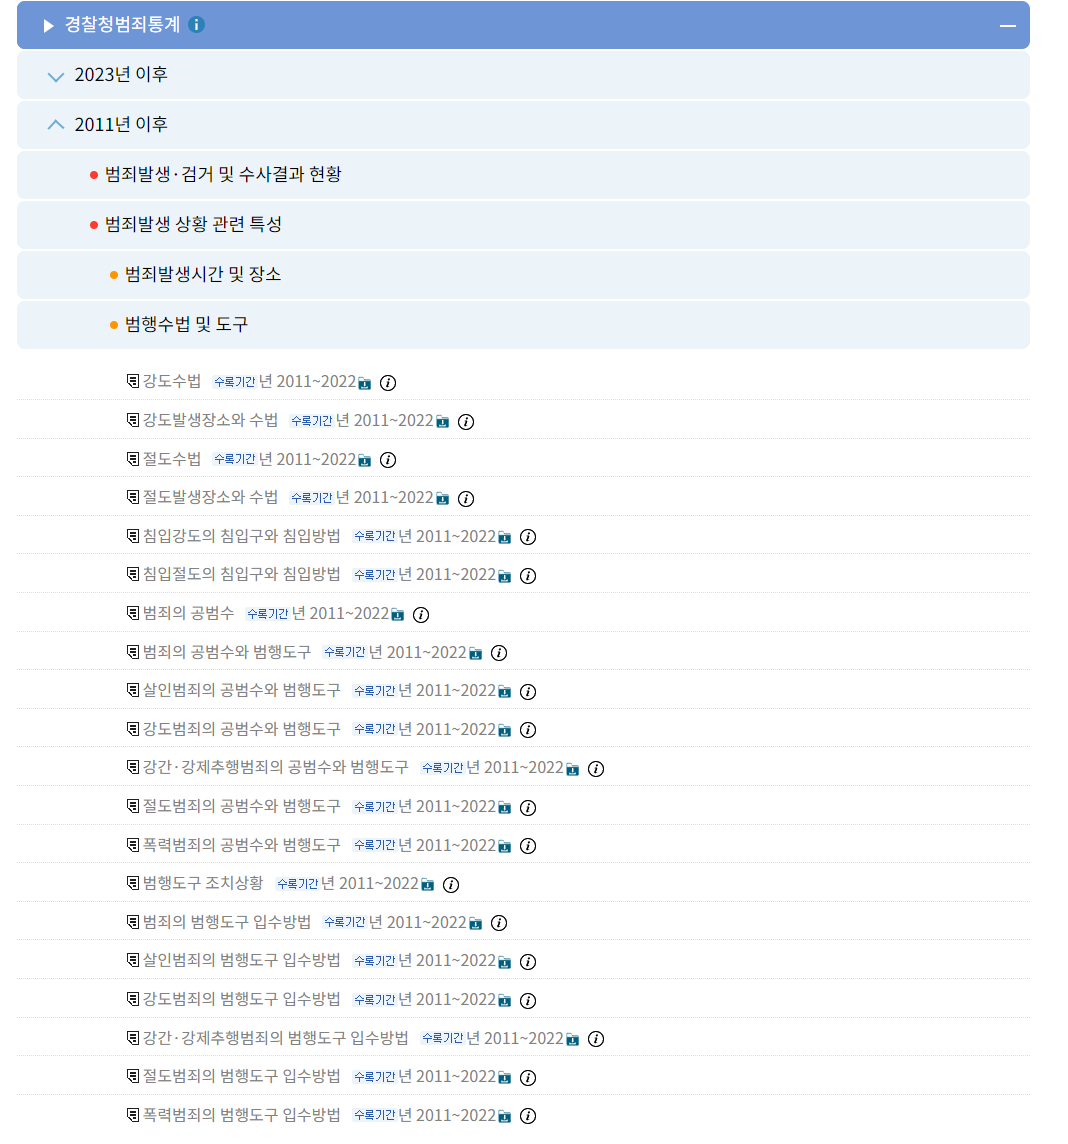 경찰청범죄통계
2023년 이후
2011년 이후
범죄발생·검거 및 수사결과 현황
범죄발생 상황 관련 특성
범죄발생시간 및 장소
범행수법 및 도구
강도수법 수록기간 년 2011~2022
강도발생장소와 수법 수록기간 년 2011~2022
절도수법 수록기간 년 2011~2022
절도발생장소와 수법 수록기간 년 2011~2022
침입강도의 침입구와 침입방법 수록기간 년 2011~2022
침입절도의 침입구와 침입방법 수록기간 년 2011~2022
범죄의 공범수 수록기간 년 2011~2022
범죄의 공범수와 범행도구 수록기간 년 2011~2022
살인범죄의 공범수와 범행도구 수록기간 년 2011~2022
강도범죄의 공범수와 범행도구 수록기간 년 2011~2022
강간·강제추행범죄의 공범수와 범행도구 수록기간 년 2011~2022
절도범죄의 공범수와 범행도구 수록기간 년 2011~2022
폭력범죄의 공범수와 범행도구 수록기간 년 2011~2022
범행도구 조치상황 수록기간 년 2011~2022
범죄의 범행도구 입수방법 수록기간 년 2011~2022
살인범죄의 범행도구 입수방법 수록기간 년 2011~2022
강도범죄의 범행도구 입수방법 수록기간 년 2011~2022
강간·강제추행범죄의 범행도구 입수방법 수록기간 년 2011~2022
절도범죄의 범행도구 입수방법 수록기간 년 2011~2022
폭력범죄의 범행도구 입수방법 수록기간 년 2011~2022